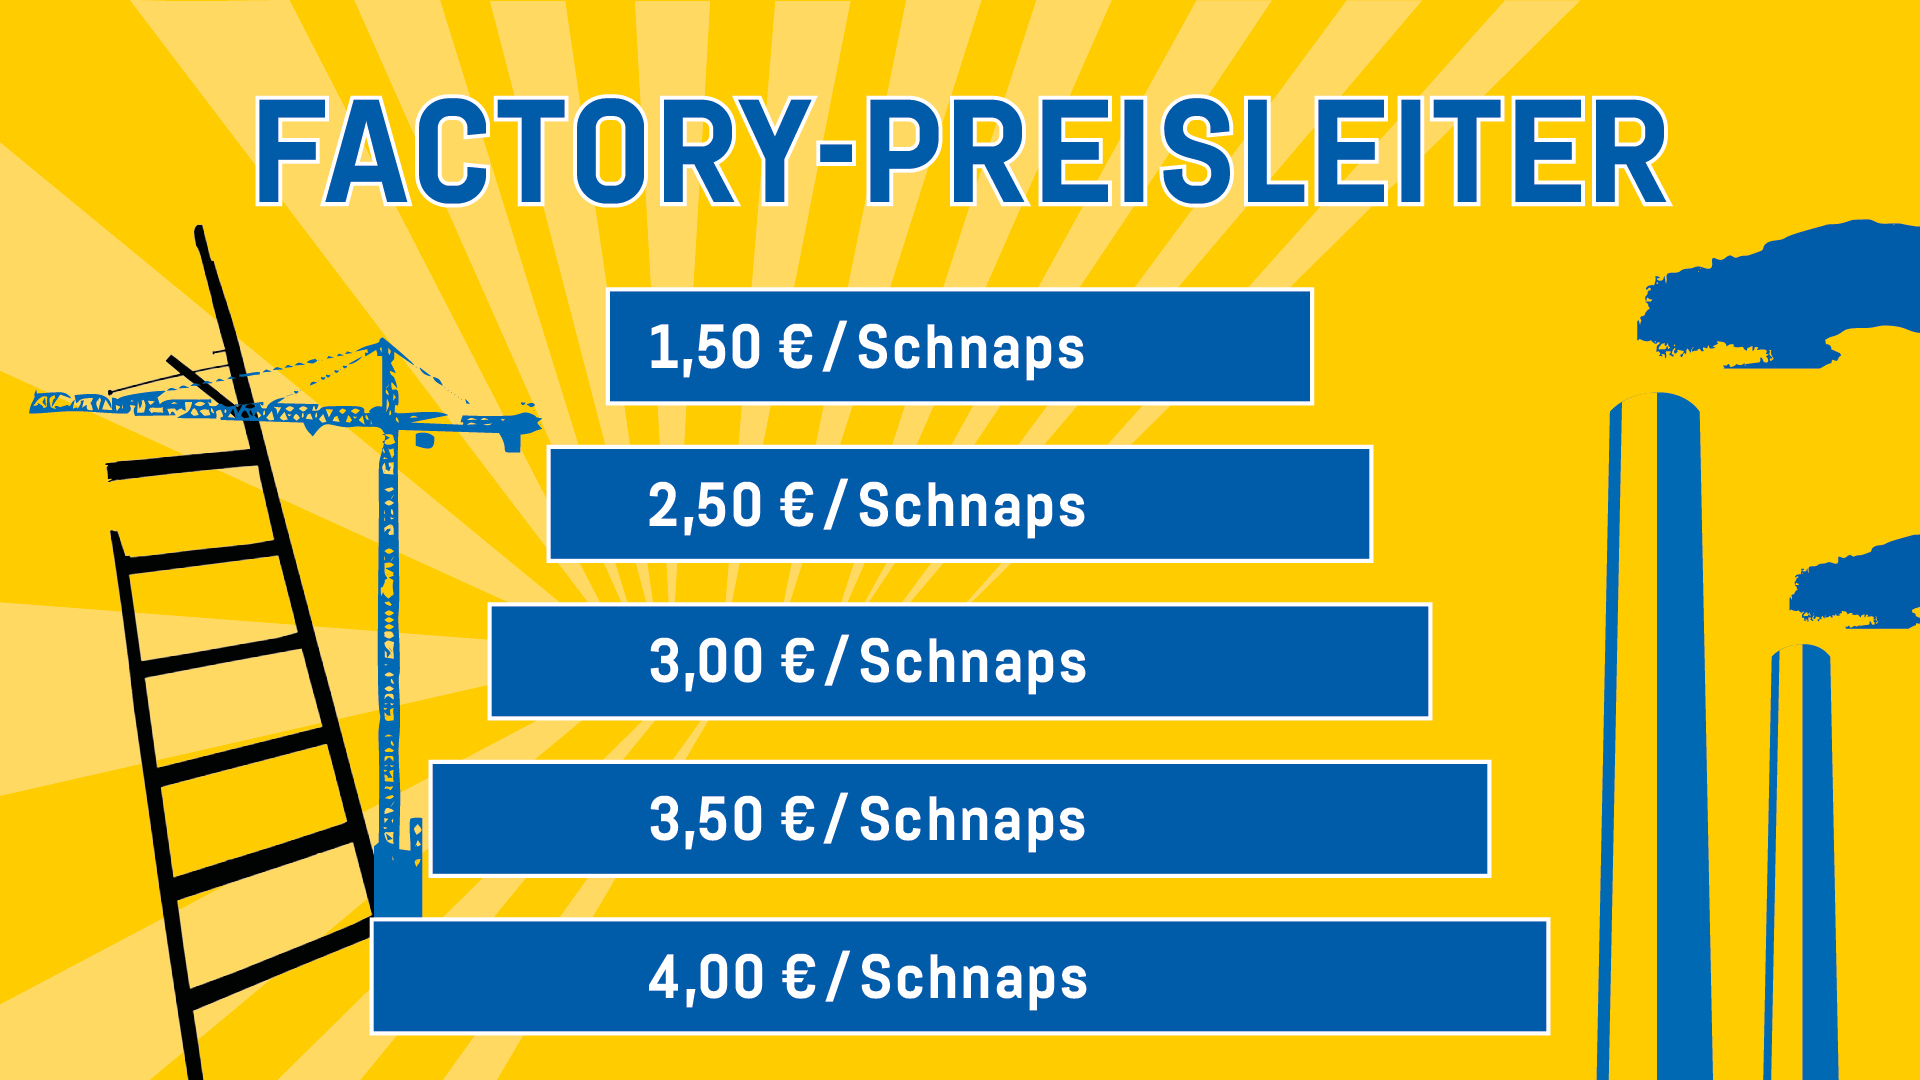 FACTORY-PREISLEITER
1,50 €/Schnaps
2,50 €/Schnaps
3,00 €/Schnaps
3,50 €/Schnaps
4,00 €/Schnaps